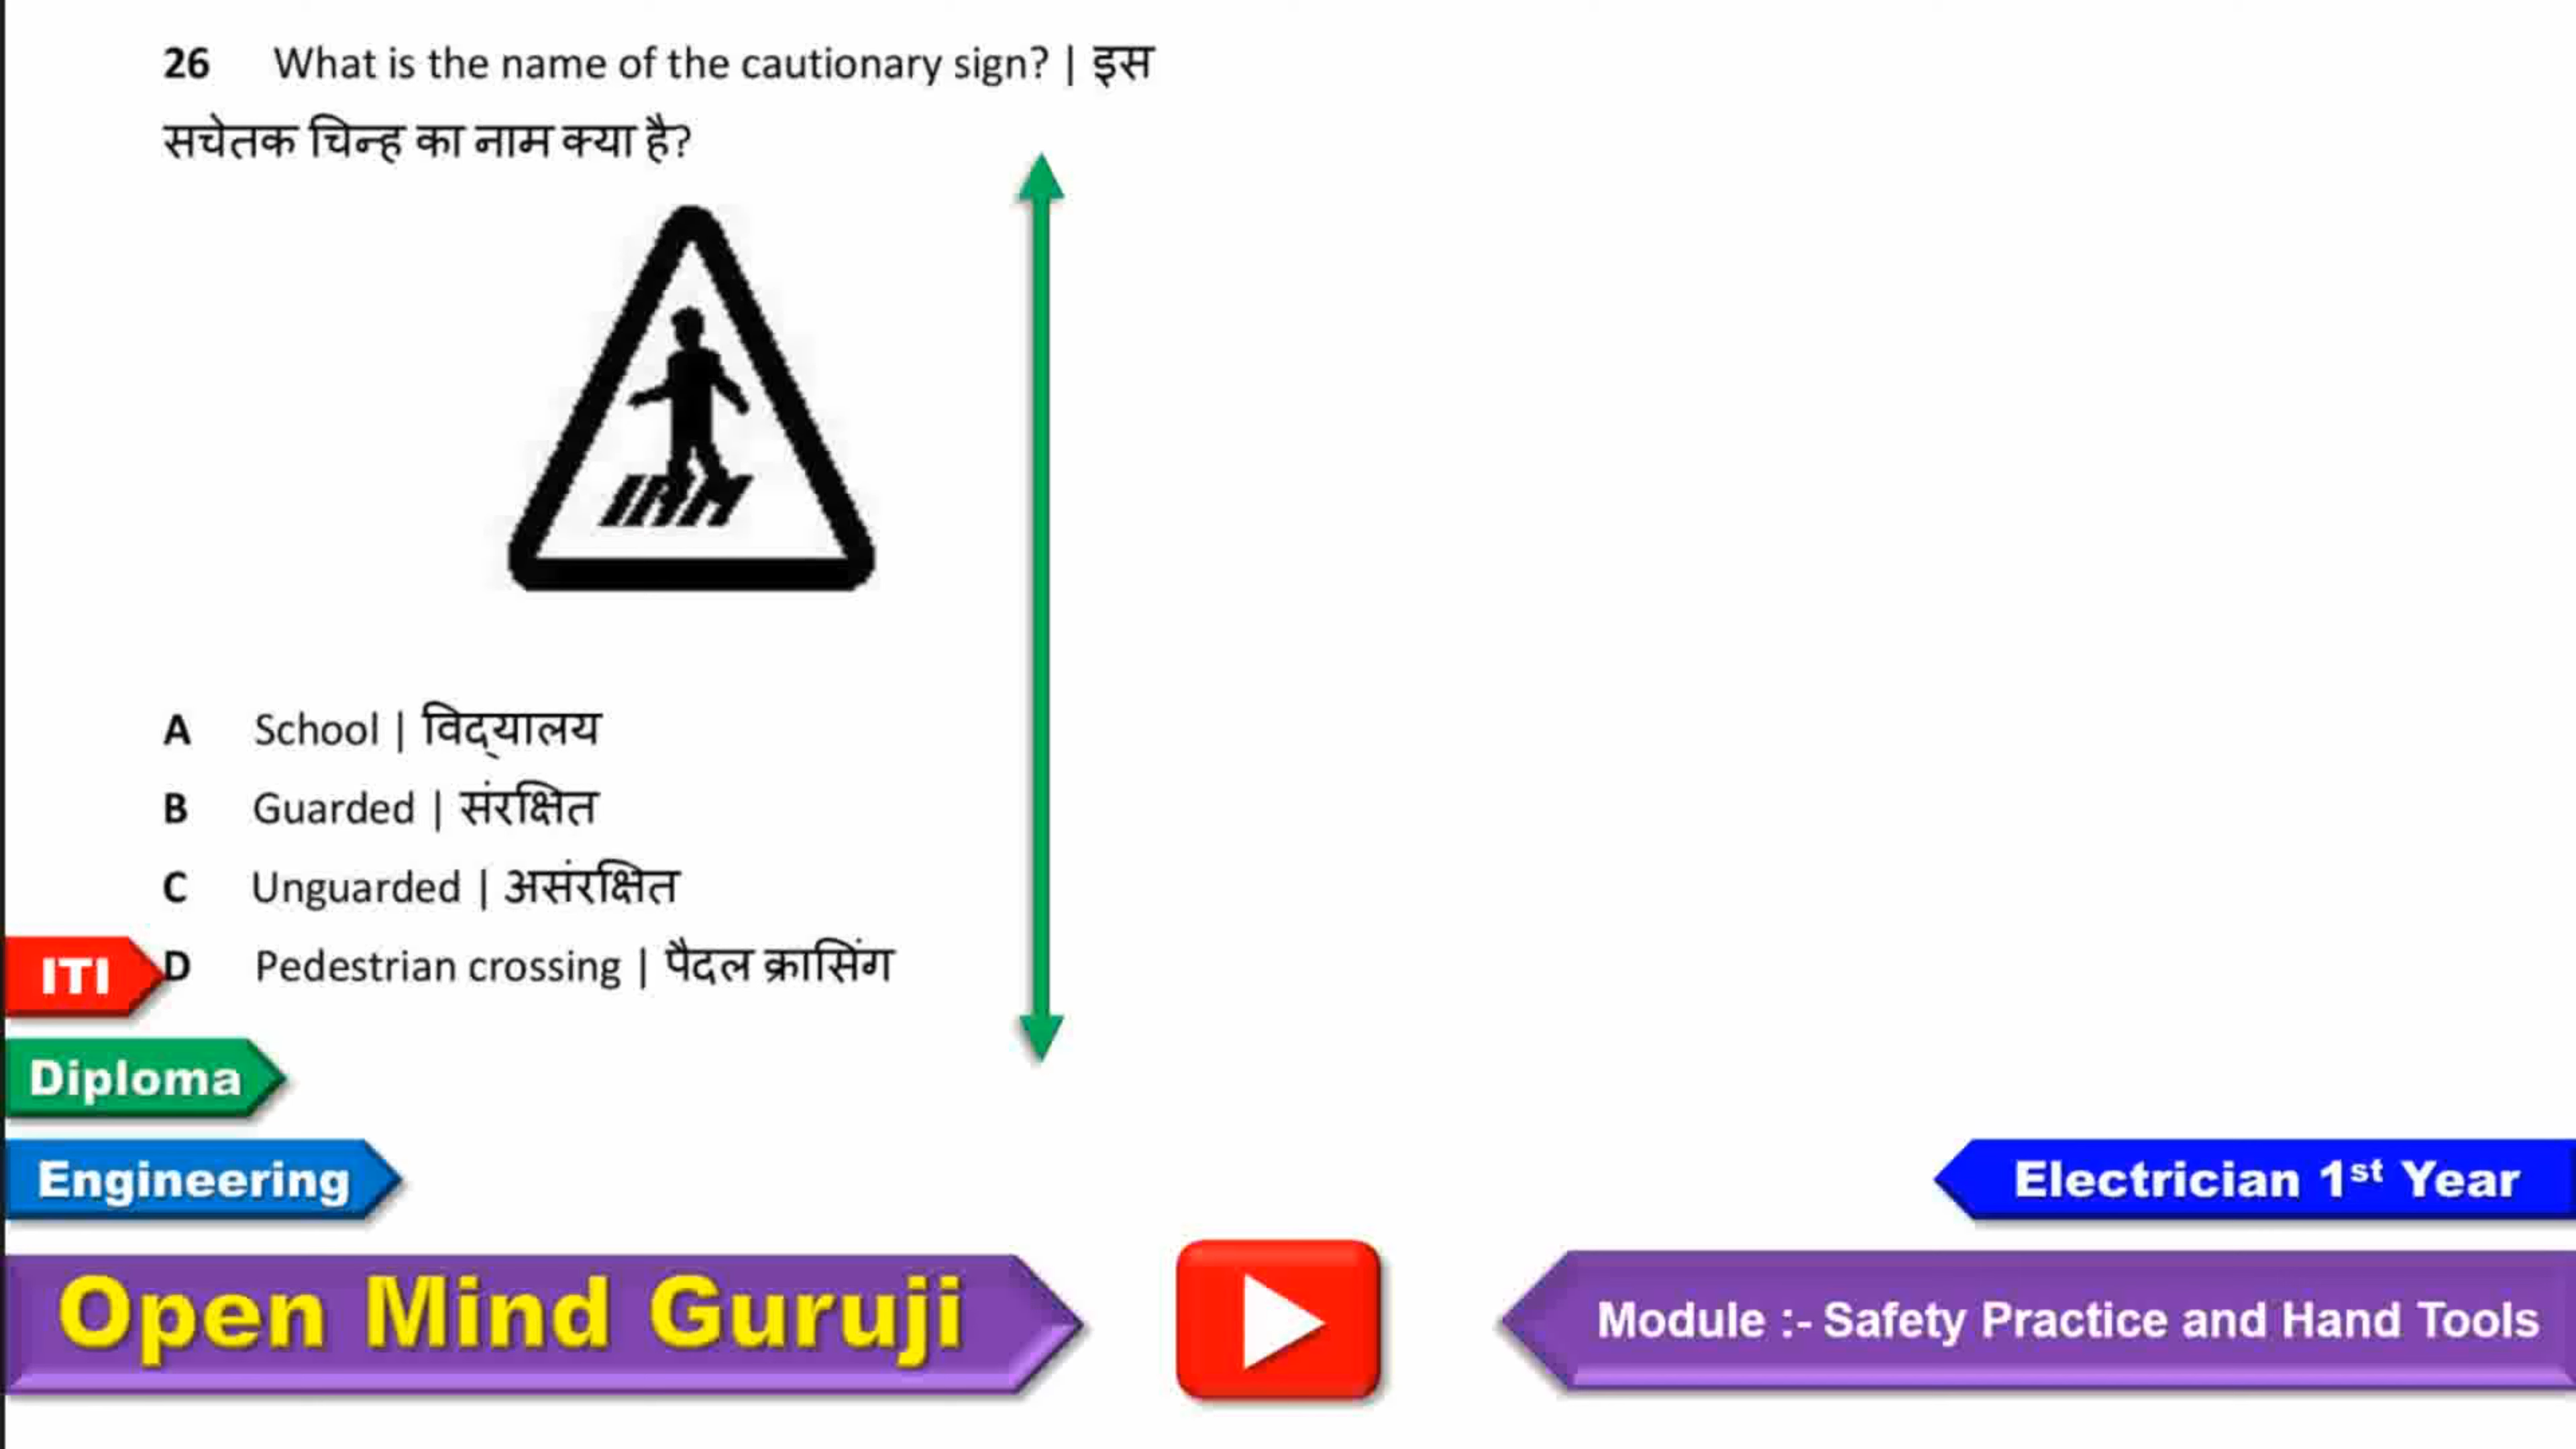 26 What is the name of the cautionary sign? | इस
सचेतक चिन्ह का नाम क्या है?
A School | विद्यालय
B Guarded | संरक्षित
C Unguarded | असंरक्षित
D Pedestrian crossing | पैदल क्रासिंग
ITI
Diploma
Engineering
Electrician 1st Year
Open Mind Guruji
Module :- Safety Practice and Hand Tools